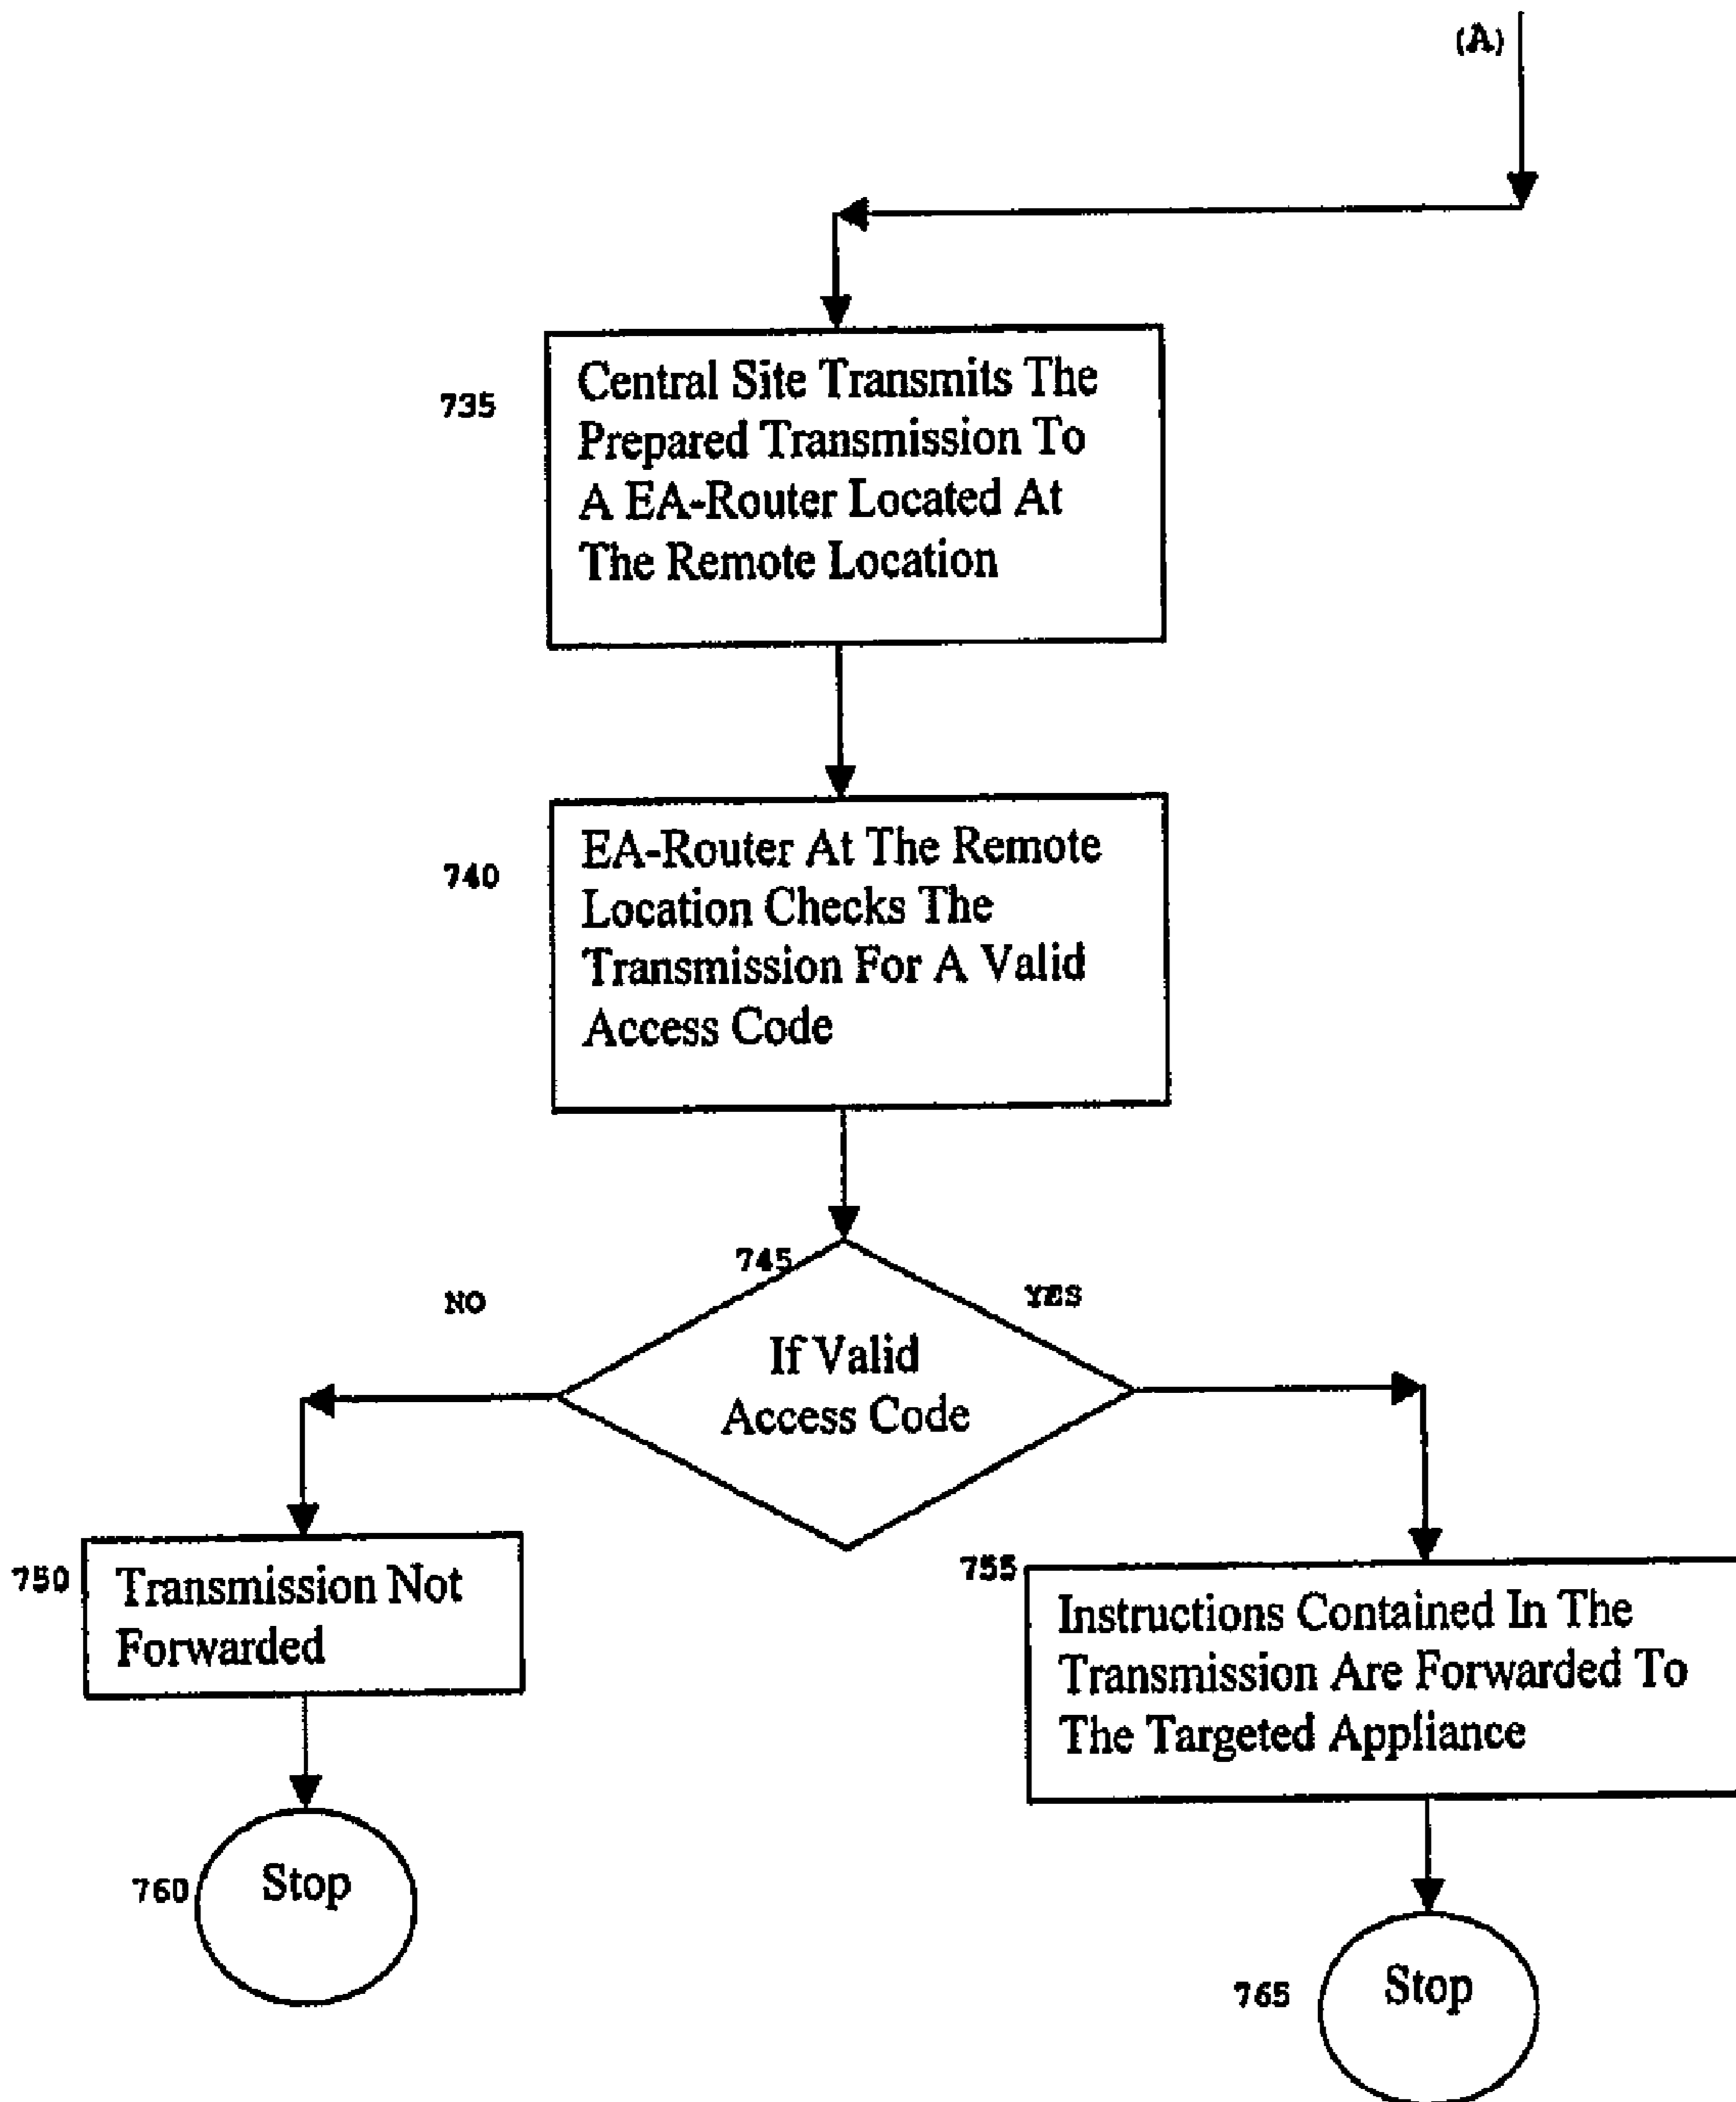 (A)
735
Central Site Transmits The
Prepared Transmission To
A EA-Router Located At
The Remote Location
740
EA-Router At The Remote
Location Checks The
Transmission For A Valid
Access Code
745
NO
YES
If Valid
Access Code
750
Transmission Not
Forwarded
755
Instructions Contained In The
Transmission Are Forwarded To
The Targeted Appliance
760
Stop
765
Stop